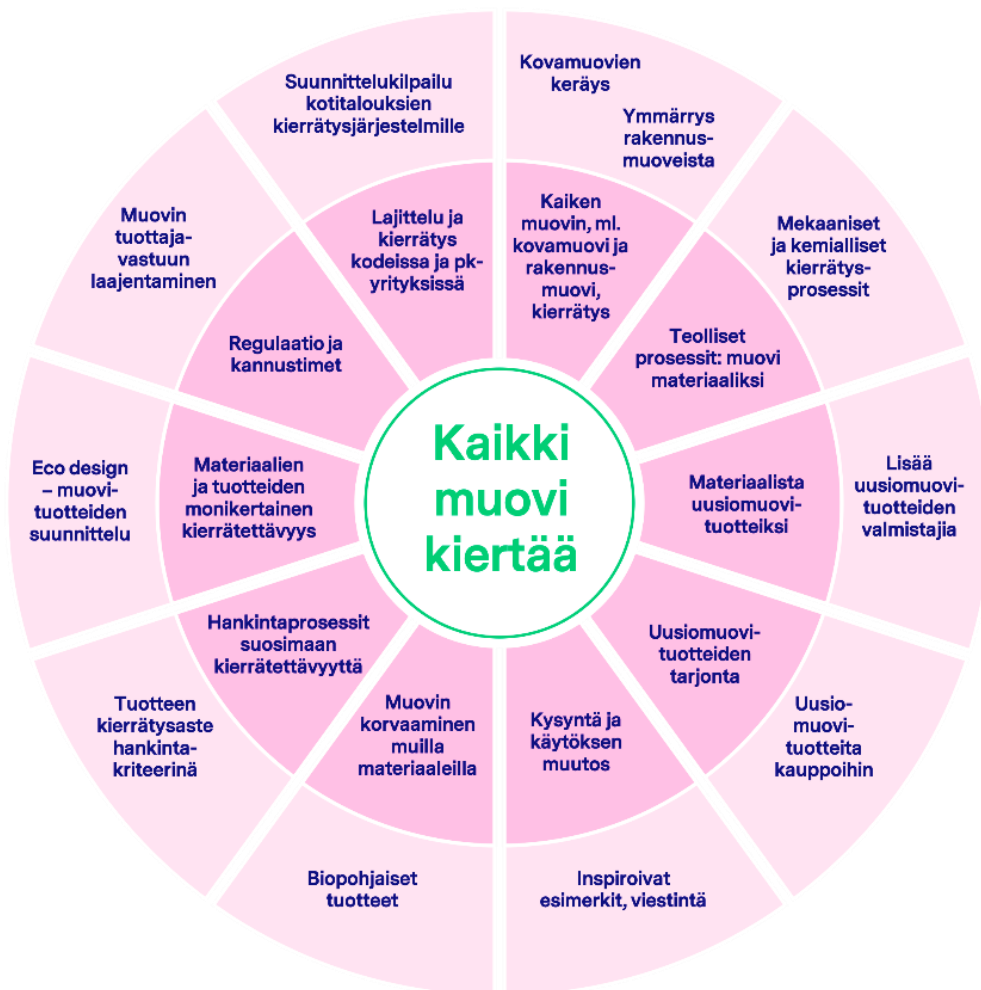 Kaikki
muovi
kiertää
Kovamuovien
keräys
Ymmärrys
rakennus-
muoveista
Kaiken
muovin, ml.
kovamuovi ja
rakennus-
muovi,
kierrätys
Mekaaniset
ja kemialliset
kierrätys-
prosessit
Teolliset
prosessit: muovi
materiaaliksi
Lisää
uusiomuovi-
tuotteiden
valmistajia
Materiaalista
uusiomuovi-
tuotteiksi
Uusio-
muovi-
tuotteita
kauppoihin
Uusiomuovi-
tuotteiden
tarjonta
Inspiroivat
esimerkit, viestintä
Kysyntä ja
käytöksen
muutos
Biopohjaiset
tuotteet
Muovin
korvaaminen
muilla
materiaaleilla
Tuotteen
kierrätysaste
hankinta-
kriteerinä
Hankintaprosessit
suosimaan
kierrätettävyyttä
Eco design
– muovi-
tuotteiden
suunnittelu
Materiaalien
ja tuotteiden
monikertainen
kierrätettävyys
Muovin
tuottaja-
vastuun
laajentaminen
Regulaatio ja
kannustimet
Suunnittelukilpailu
kotitalouksien
kierrätysjärjestelmille
Lajittelu ja
kierrätys
kodeissa ja pk-
yrityksissä